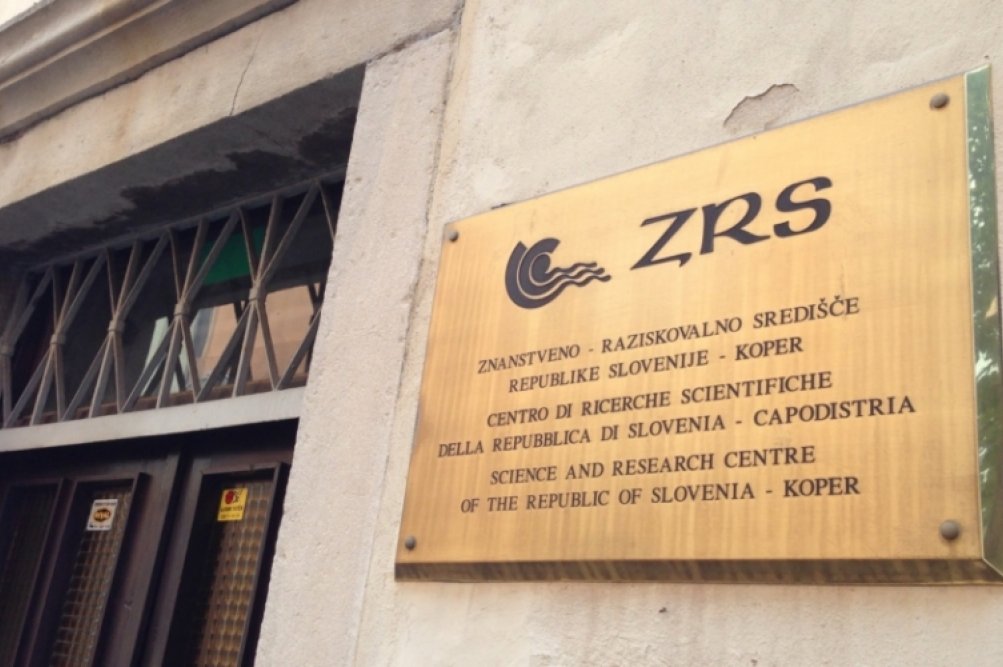 ZRS
ZNANSTVENO - RAZISKOVALNO SREDIŠČE
REPUBLIKE SLOVENIJE - KOPER
CENTRO DI RICERCHE SCIENTIFICHE
DELLA REPUBBLICA DI SLOVENIA - CAPODISTRIA
SCIENCE AND RESEARCH CENTRE
OF THE REPUBLIC OF SLOVENIA - KOPER